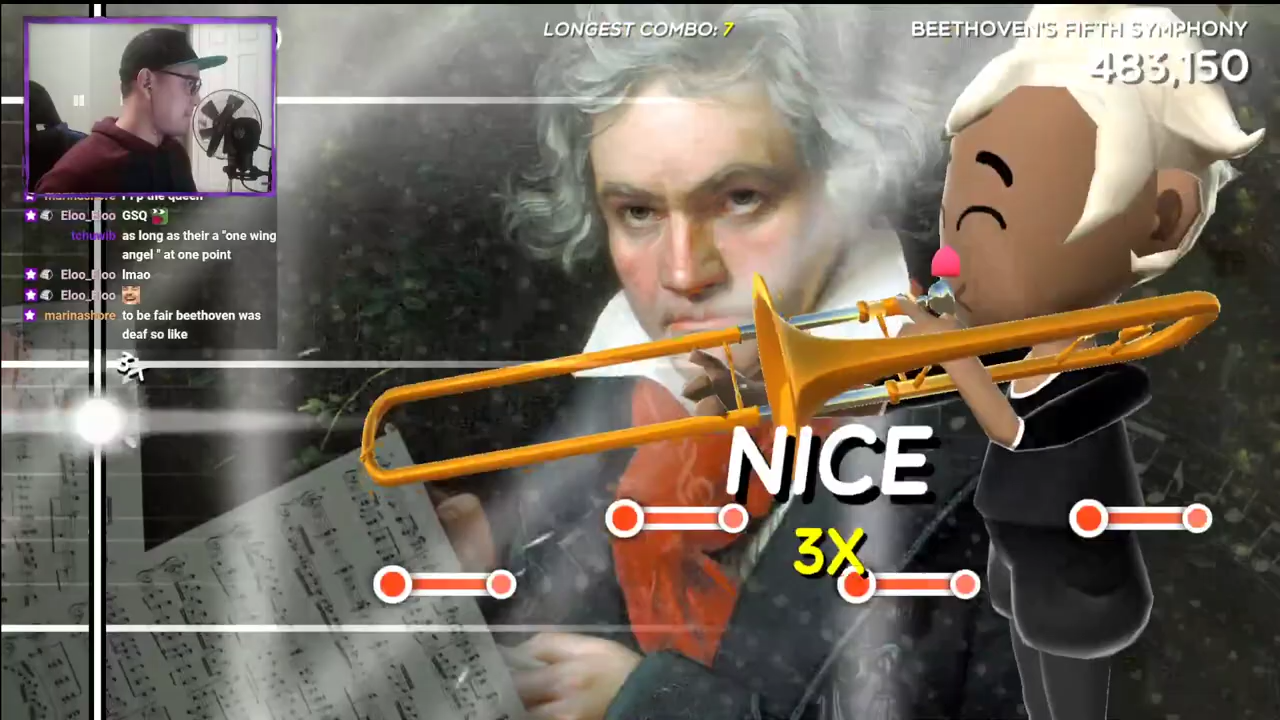 LONGEST COMBO: 7
BEETHOVEN'S FIFTH SYMPHONY
483,150
Eloo_Eloo GSQ
tchuwib as long as their a "one wing
angel " at one point
Eloo_Eloo lmao
Eloo_Eloo
marinashore to be fair beethoven was
deaf so like
NICE
3X